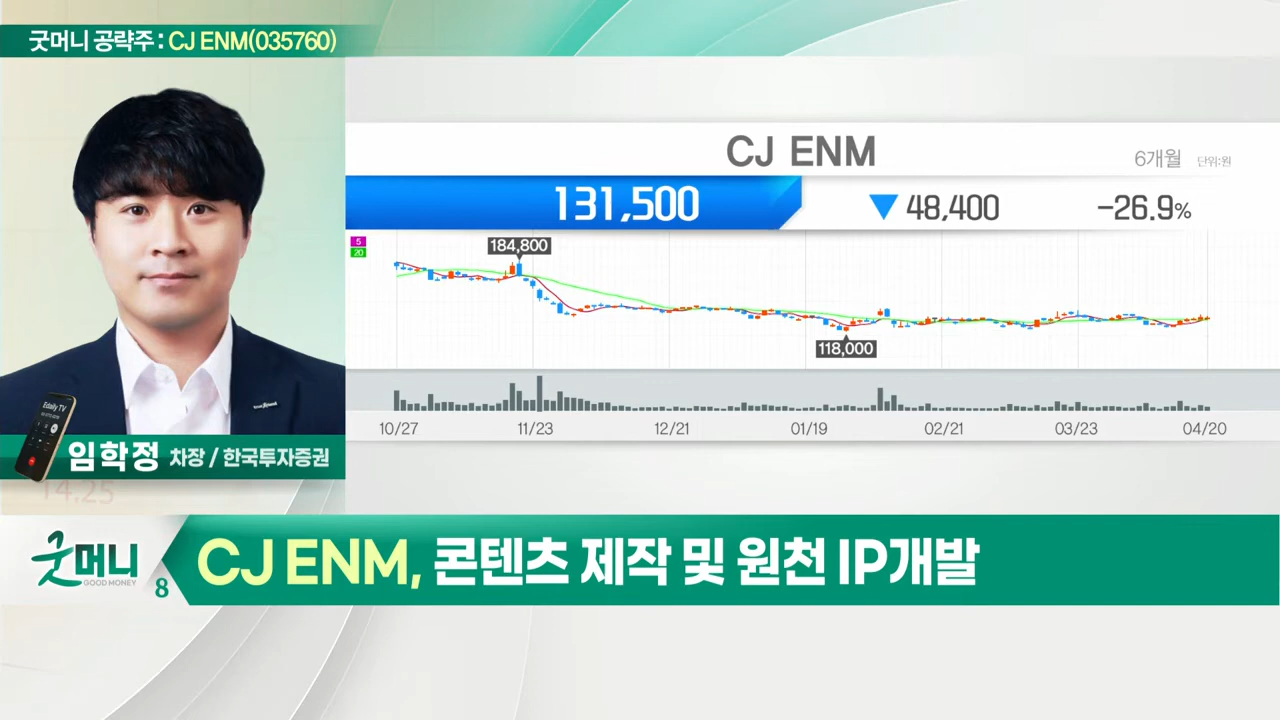 굿머니 공략주 : CJ ENM(035760)
CJ ENM
6개월 단위:원
131,500 ▼ 48,400 -26.9%
5
20
184,800
118,000
10/27 11/23 12/21 01/19 02/21 03/23 04/20
Edaily TV
임학정 차장 / 한국투자증권
14.25
굿머니
GOOD MONEY
8
CJ ENM, 콘텐츠 제작 및 원천 IP개발